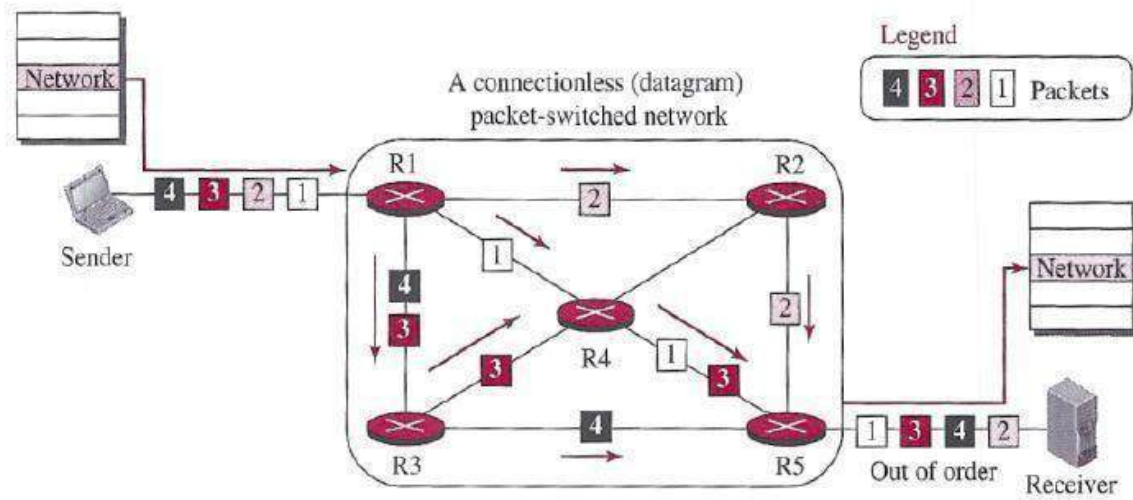 Legend
4 3 2 1 Packets
Network
A connectionless (datagram)
packet-switched network
R1
R2
4 3 2 1
2
Sender
1
4
3
Network
2
R4
1
3
3
4
R3
R5
1 3 4 2
Out of order
Receiver